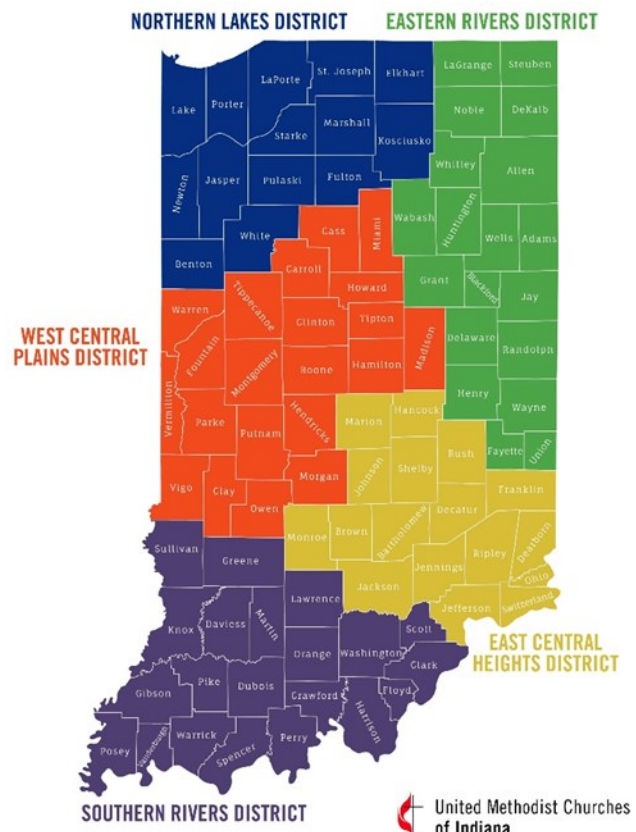 NORTHERN LAKES DISTRICT
EASTERN RIVERS DISTRICT
Lake
Porter
LaPorte
St. Joseph
Elkhart
LaGrange
Steuben
Noble
DeKalb
Starke
Marshall
Kosciusko
Whitley
Allen
Newton
Jasper
Pulaski
Fulton
Wabash
Huntington
Wells
Adams
White
Cass
Miami
Benton
Carroll
Grant
Blackford
Jay
Howard
Warren
Tippecanoe
Clinton
Tipton
Madison
Delaware
Randolph
WEST CENTRAL
PLAINS DISTRICT
Fountain
Montgomery
Boone
Hamilton
Henry
Wayne
Vermillion
Parke
Putnam
Hendricks
Marion
Hancock
Rush
Fayette
Union
Johnson
Shelby
Vigo
Clay
Owen
Morgan
Franklin
Decatur
Monroe
Brown
Bartholomew
Ripley
Dearborn
Sullivan
Greene
Jennings
Ohio
Jackson
Lawrence
Jefferson
Switzerland
Knox
Daviess
Martin
Scott
EAST CENTRAL
HEIGHTS DISTRICT
Orange
Washington
Clark
Gibson
Pike
Dubois
Crawford
Floyd
Harrison
Posey
Vanderburgh
Warrick
Spencer
Perry
SOUTHERN RIVERS DISTRICT
United Methodist Churches
of Indiana